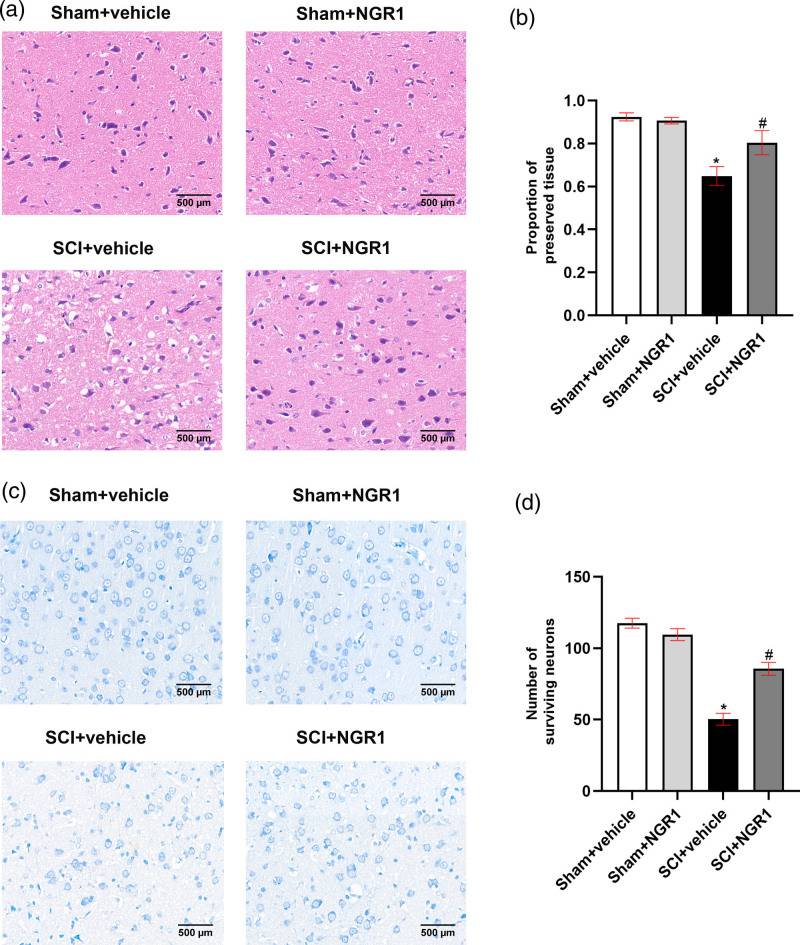 (a)
Sham+vehicle
Sham+NGR1
500 µm
500 µm
SCI+vehicle
SCI+NGR1
500 µm
500 µm
(b)
Proportion of
preserved tissue
1.0
0.8
0.6
0.4
0.2
0.0
*
#
Sham+vehicle
Sham+NGR1
SCI+vehicle
SCI+NGR1
(c)
Sham+vehicle
Sham+NGR1
500 µm
500 µm
SCI+vehicle
SCI+NGR1
500 µm
500 µm
(d)
Number of
surviving neurons
150
100
50
0
*
#
Sham+vehicle
Sham+NGR1
SCI+vehicle
SCI+NGR1